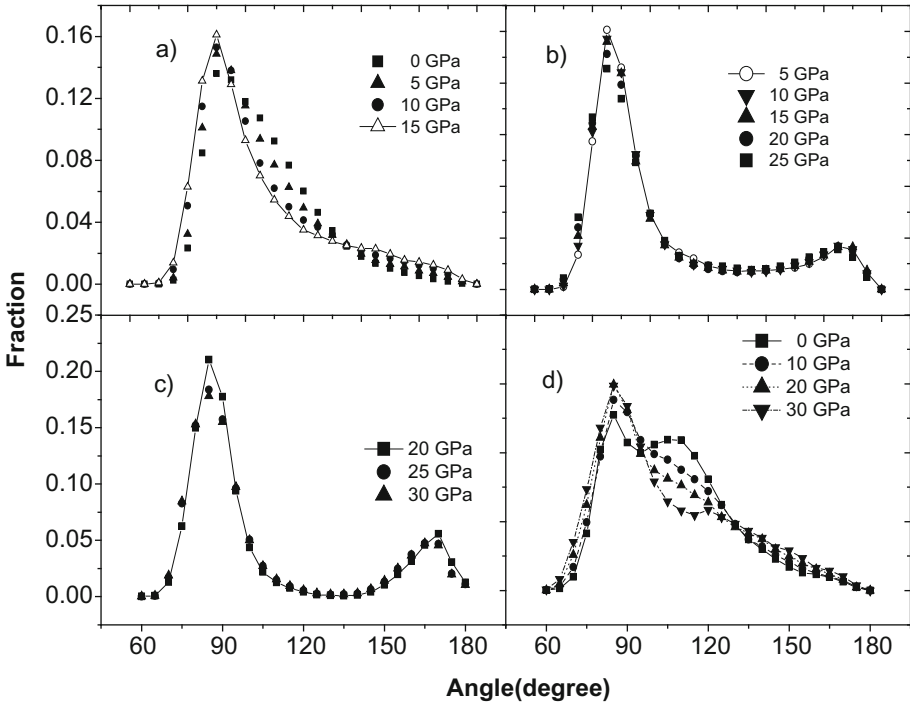 a)
0 GPa
5 GPa
10 GPa
15 GPa
b)
5 GPa
10 GPa
15 GPa
20 GPa
25 GPa
0.16
0.12
0.08
0.04
0.00
Fraction
c)
20 GPa
25 GPa
30 GPa
d)
0 GPa
10 GPa
20 GPa
30 GPa
0.25
0.20
0.15
0.10
0.05
0.00
60 90 120 150 180
60 90 120 150 180
Angle(degree)